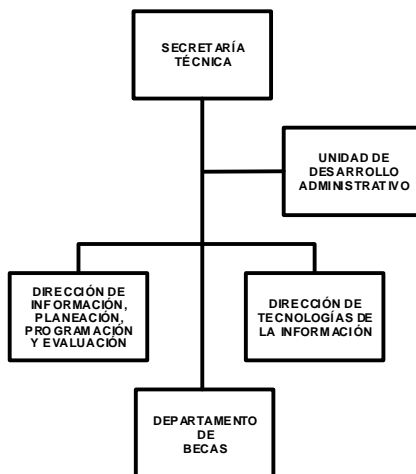 SECRETARÍA
TÉCNICA
UNIDAD DE
DESARROLLO
ADMINISTRATIVO
DIRECCIÓN DE
INFORMACIÓN,
PLANEACIÓN,
PROGRAMACIÓN
Y EVALUACIÓN
DIRECCIÓN DE
TECNOLOGÍAS DE
LA INFORMACIÓN
DEPARTAMENTO
DE
BECAS